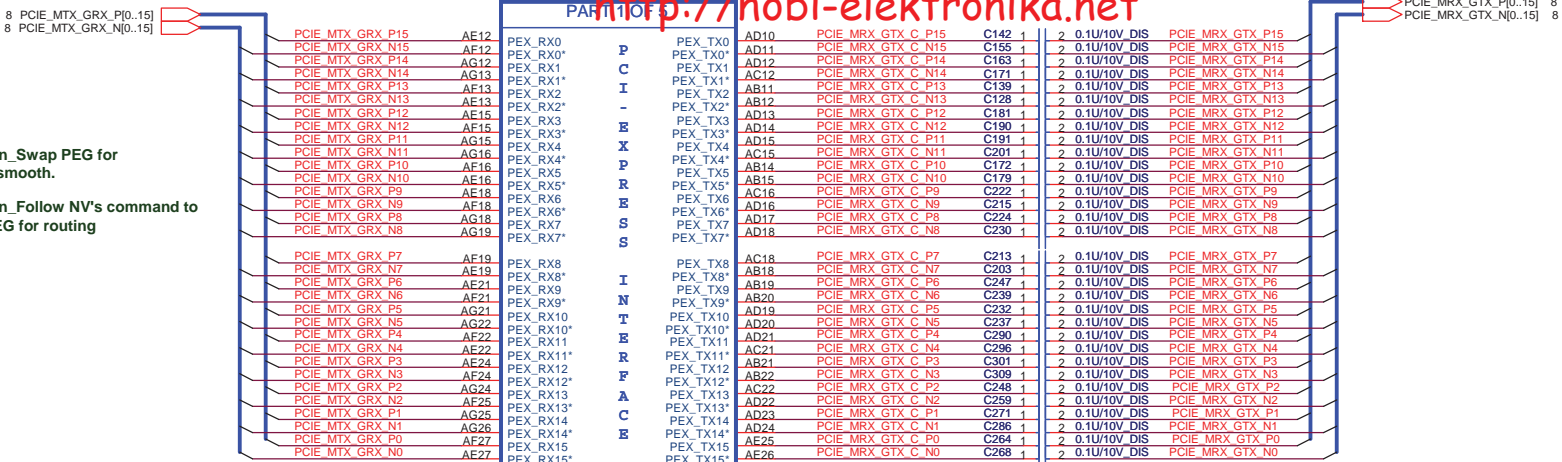 8 PCIE_MTX_GRX_P[0..15]
8 PCIE_MTX_GRX_N[0..15]
PART 1 OF 5
http://hobi-elektronika.net
PCIE_MRX_GTX_P[0..15] 8
PCIE_MRX_GTX_N[0..15] 8
n_Swap PEG for
smooth.
n_Follow NV's command to
EG for routing
PCI-EXPRESS INTERFACE
PCIE_MTX_GRX_P15 AE12 PEX_RX0 PEX_TX0 AD10 PCIE_MRX_GTX_C_P15 C142 1 2 0.1U/10V_DIS PCIE_MRX_GTX_P15
PCIE_MTX_GRX_N15 AF12 PEX_RX0* PEX_TX0* AD11 PCIE_MRX_GTX_C_N15 C155 1 2 0.1U/10V_DIS PCIE_MRX_GTX_N15
PCIE_MTX_GRX_P14 AG12 PEX_RX1 PEX_TX1 AD12 PCIE_MRX_GTX_C_P14 C163 1 2 0.1U/10V_DIS PCIE_MRX_GTX_P14
PCIE_MTX_GRX_N14 AG13 PEX_RX1* PEX_TX1* AC12 PCIE_MRX_GTX_C_N14 C171 1 2 0.1U/10V_DIS PCIE_MRX_GTX_N14
PCIE_MTX_GRX_P13 AF13 PEX_RX2 PEX_TX2 AB11 PCIE_MRX_GTX_C_P13 C139 1 2 0.1U/10V_DIS PCIE_MRX_GTX_P13
PCIE_MTX_GRX_N13 AE13 PEX_RX2* PEX_TX2* AB12 PCIE_MRX_GTX_C_N13 C128 1 2 0.1U/10V_DIS PCIE_MRX_GTX_N13
PCIE_MTX_GRX_P12 AE15 PEX_RX3 PEX_TX3 AD13 PCIE_MRX_GTX_C_P12 C181 1 2 0.1U/10V_DIS PCIE_MRX_GTX_P12
PCIE_MTX_GRX_N12 AF15 PEX_RX3* PEX_TX3* AD14 PCIE_MRX_GTX_C_N12 C190 1 2 0.1U/10V_DIS PCIE_MRX_GTX_N12
PCIE_MTX_GRX_P11 AG15 PEX_RX4 PEX_TX4 AD15 PCIE_MRX_GTX_C_P11 C191 1 2 0.1U/10V_DIS PCIE_MRX_GTX_P11
PCIE_MTX_GRX_N11 AG16 PEX_RX4* PEX_TX4* AC15 PCIE_MRX_GTX_C_N11 C201 1 2 0.1U/10V_DIS PCIE_MRX_GTX_N11
PCIE_MTX_GRX_P10 AF16 PEX_RX5 PEX_TX5 AB14 PCIE_MRX_GTX_C_P10 C172 1 2 0.1U/10V_DIS PCIE_MRX_GTX_P10
PCIE_MTX_GRX_N10 AE16 PEX_RX5* PEX_TX5* AB15 PCIE_MRX_GTX_C_N10 C179 1 2 0.1U/10V_DIS PCIE_MRX_GTX_N10
PCIE_MTX_GRX_P9 AE18 PEX_RX6 PEX_TX6 AC16 PCIE_MRX_GTX_C_P9 C222 1 2 0.1U/10V_DIS PCIE_MRX_GTX_P9
PCIE_MTX_GRX_N9 AF18 PEX_RX6* PEX_TX6* AD16 PCIE_MRX_GTX_C_N9 C215 1 2 0.1U/10V_DIS PCIE_MRX_GTX_N9
PCIE_MTX_GRX_P8 AG18 PEX_RX7 PEX_TX7 AD17 PCIE_MRX_GTX_C_P8 C224 1 2 0.1U/10V_DIS PCIE_MRX_GTX_P8
PCIE_MTX_GRX_N8 AG19 PEX_RX7* PEX_TX7* AD18 PCIE_MRX_GTX_C_N8 C230 1 2 0.1U/10V_DIS PCIE_MRX_GTX_N8
PCIE_MTX_GRX_P7 AF19 PEX_RX8 PEX_TX8 AC18 PCIE_MRX_GTX_C_P7 C213 1 2 0.1U/10V_DIS PCIE_MRX_GTX_P7
PCIE_MTX_GRX_N7 AE19 PEX_RX8* PEX_TX8* AB18 PCIE_MRX_GTX_C_N7 C203 1 2 0.1U/10V_DIS PCIE_MRX_GTX_N7
PCIE_MTX_GRX_P6 AE21 PEX_RX9 PEX_TX9 AB19 PCIE_MRX_GTX_C_P6 C247 1 2 0.1U/10V_DIS PCIE_MRX_GTX_P6
PCIE_MTX_GRX_N6 AF21 PEX_RX9* PEX_TX9* AB20 PCIE_MRX_GTX_C_N6 C239 1 2 0.1U/10V_DIS PCIE_MRX_GTX_N6
PCIE_MTX_GRX_P5 AG21 PEX_RX10 PEX_TX10 AD19 PCIE_MRX_GTX_C_P5 C232 1 2 0.1U/10V_DIS PCIE_MRX_GTX_P5
PCIE_MTX_GRX_N5 AG22 PEX_RX10* PEX_TX10* AD20 PCIE_MRX_GTX_C_N5 C237 1 2 0.1U/10V_DIS PCIE_MRX_GTX_N5
PCIE_MTX_GRX_P4 AF22 PEX_RX11 PEX_TX11 AD21 PCIE_MRX_GTX_C_P4 C290 1 2 0.1U/10V_DIS PCIE_MRX_GTX_P4
PCIE_MTX_GRX_N4 AE22 PEX_RX11* PEX_TX11* AC21 PCIE_MRX_GTX_C_N4 C296 1 2 0.1U/10V_DIS PCIE_MRX_GTX_N4
PCIE_MTX_GRX_P3 AE24 PEX_RX12 PEX_TX12 AB21 PCIE_MRX_GTX_C_P3 C301 1 2 0.1U/10V_DIS PCIE_MRX_GTX_P3
PCIE_MTX_GRX_N3 AF24 PEX_RX12* PEX_TX12* AB22 PCIE_MRX_GTX_C_N3 C309 1 2 0.1U/10V_DIS PCIE_MRX_GTX_N3
PCIE_MTX_GRX_P2 AG24 PEX_RX13 PEX_TX13 AC22 PCIE_MRX_GTX_C_P2 C248 1 2 0.1U/10V_DIS PCIE_MRX_GTX_P2
PCIE_MTX_GRX_N2 AF25 PEX_RX13* PEX_TX13* AD22 PCIE_MRX_GTX_C_N2 C259 1 2 0.1U/10V_DIS PCIE_MRX_GTX_N2
PCIE_MTX_GRX_P1 AG25 PEX_RX14 PEX_TX14 AD23 PCIE_MRX_GTX_C_P1 C271 1 2 0.1U/10V_DIS PCIE_MRX_GTX_P1
PCIE_MTX_GRX_N1 AG26 PEX_RX14* PEX_TX14* AD24 PCIE_MRX_GTX_C_N1 C286 1 2 0.1U/10V_DIS PCIE_MRX_GTX_N1
PCIE_MTX_GRX_P0 AF27 PEX_RX15 PEX_TX15 AE25 PCIE_MRX_GTX_C_P0 C264 1 2 0.1U/10V_DIS PCIE_MRX_GTX_P0
PCIE_MTX_GRX_N0 AE27 PEX_RX15* PEX_TX15* AE26 PCIE_MRX_GTX_C_N0 C268 1 2 0.1U/10V_DIS PCIE_MRX_GTX_N0